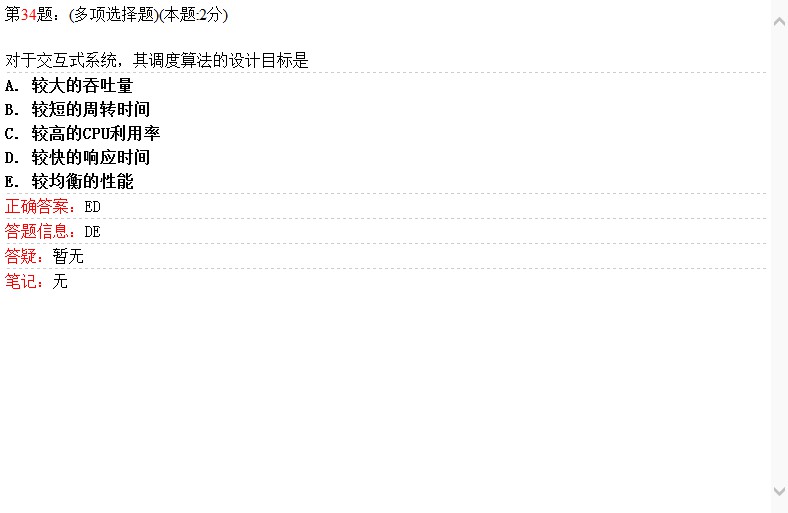 第34题：(多项选择题)(本题:2分)
对于交互式系统，其调度算法的设计目标是
A. 较大的吞吐量
B. 较短的周转时间
C. 较高的CPU利用率
D. 较快的响应时间
E. 较均衡的性能
正确答案：ED
答题信息：DE
答疑：暂无
笔记：无